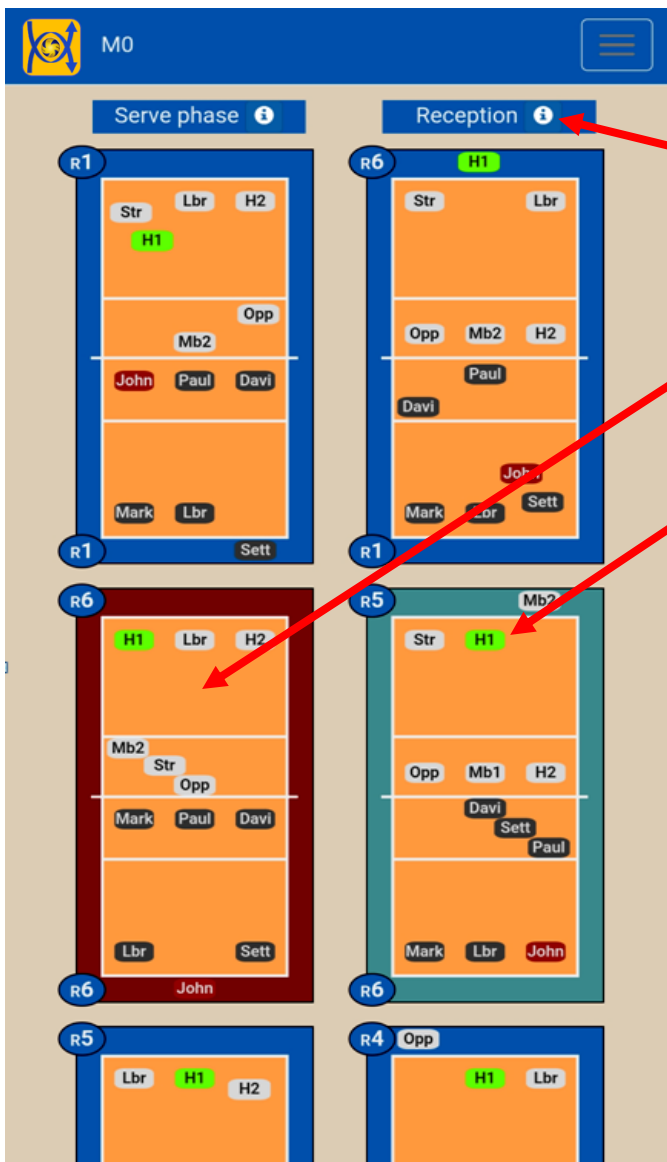 M0
Serve phase
Reception
R1
R6
H1
Str Lbr H2
H1
Str Lbr
Opp
Mb2
Opp Mb2 H2
John Paul Davi
Paul
Davi
John
Mark Lbr
Mark Lbr Sett
R1
Sett
R1
R6
R5
Mb2
H1 Lbr H2
Str H1
Mb2
Str
Opp
Opp Mb1 H2
Mark Paul Davi
Davi
Sett
Paul
Lbr Sett
Mark Lbr John
R6
John
R6
R5
R4 Opp
Lbr H1 H2
H1 Lbr